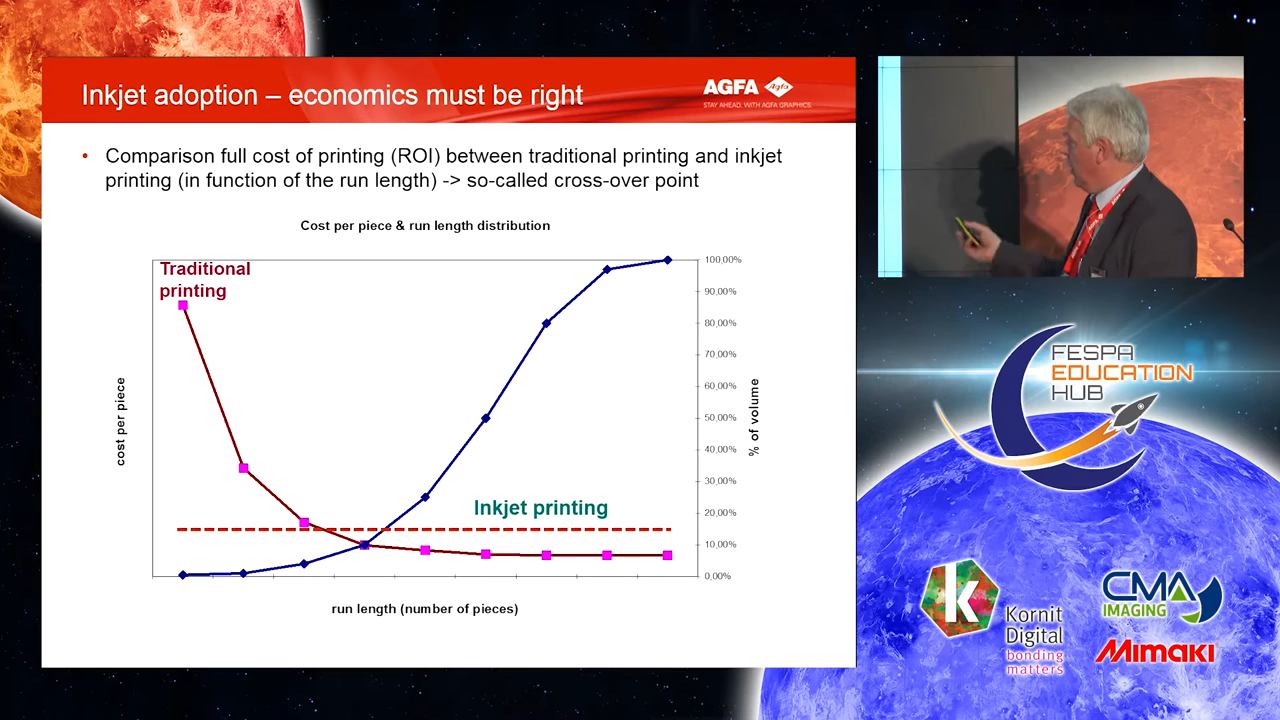 Inkjet adoption – economics must be right
AGFA
Agfa
STAY AHEAD. WITH AGFA GRAPHICS.
• Comparison full cost of printing (ROI) between traditional printing and inkjet
printing (in function of the run length) -> so-called cross-over point
Cost per piece & run length distribution
Traditional
printing
Inkjet printing
cost per piece
100,00%
90,00%
80,00%
70,00%
60,00%
50,00%
40,00%
30,00%
20,00%
10,00%
0,00%
% of volume
run length (number of pieces)
FESPA
EDUCATION
HUB
k
Kornit
Digital
bonding
matters
CMA
IMAGING
Mimaki